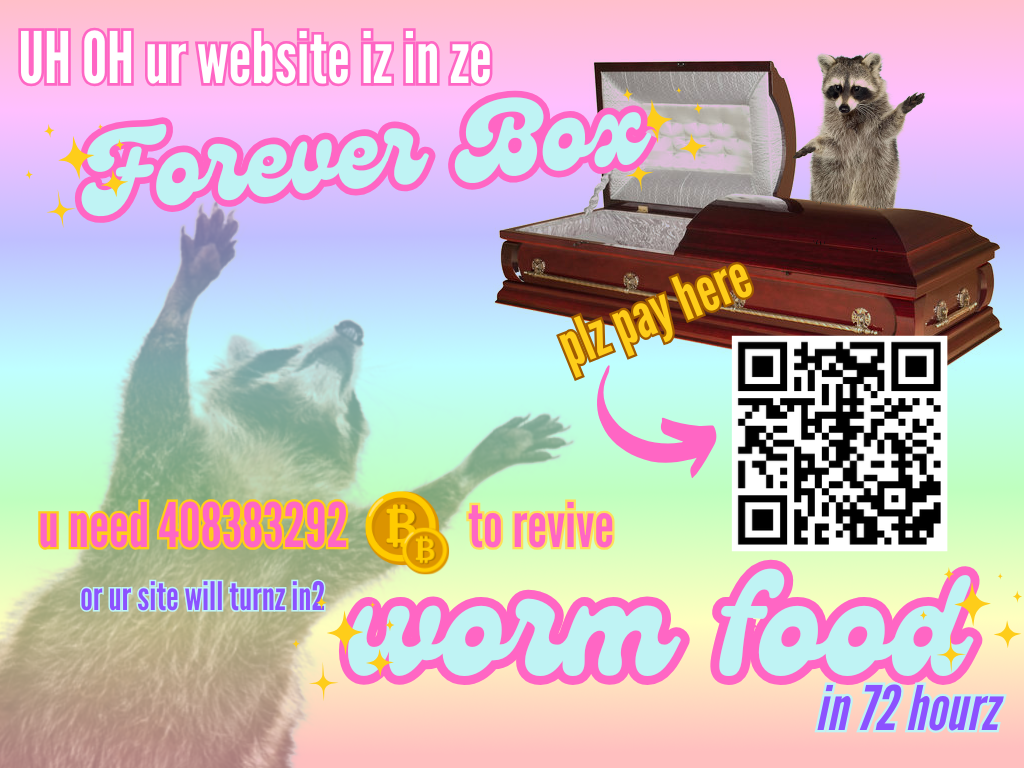 UH OH ur website iz in ze
Forever Box
plz pay here
u need 408383292 to revive
or ur site will turnz in2
worm food
in 72 hourz